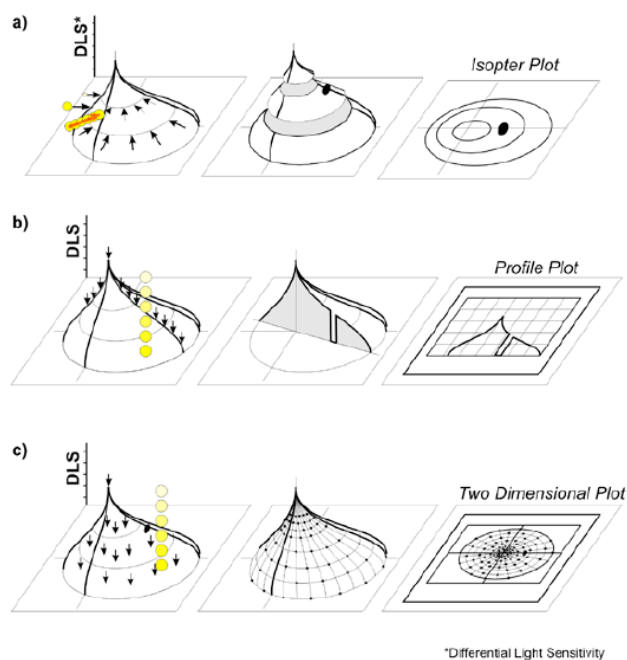 a)
DLS*
Isopter Plot
b)
DLS
Profile Plot
c)
DLS
Two Dimensional Plot
*Differential Light Sensitivity